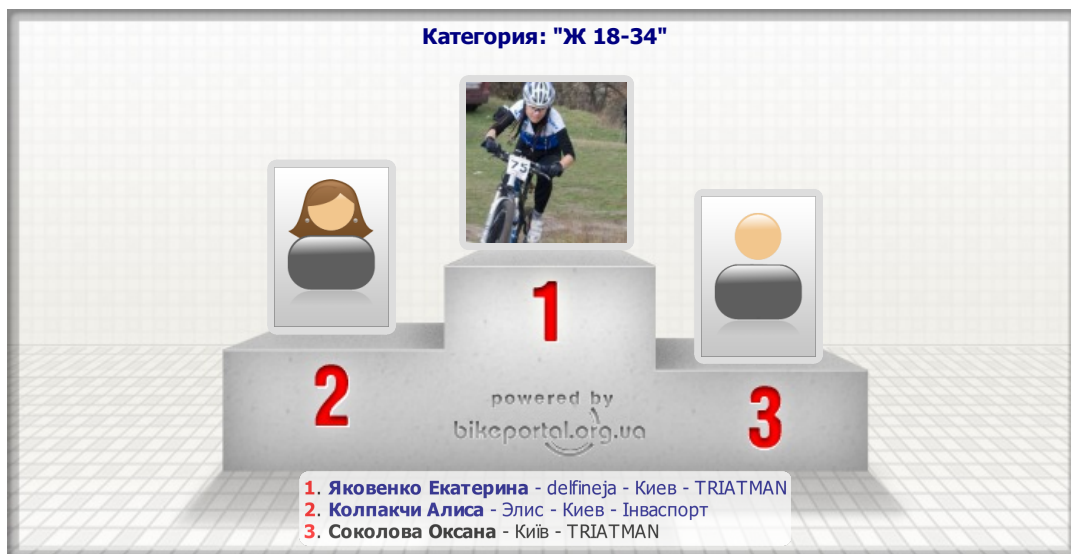 Категория: "Ж 18-34"
75
1
2
3
powered by
bikeportal.org.ua
1. Яковенко Екатерина - delfineja - Киев - TRIATMAN
2. Колпакчи Алиса - Элис - Киев - Інваспорт
3. Соколова Оксана - Київ - TRIATMAN